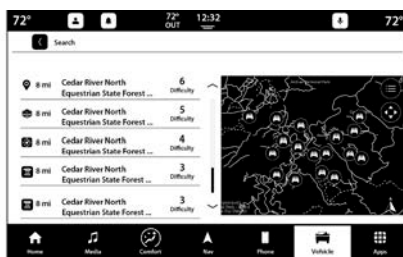 72°
72°
OUT
12:32
72°
Search
8 mi
Cedar River North
Equestrian State Forest ...
6
Difficulty
8 mi
Cedar River North
Equestrian State Forest ...
5
Difficulty
8 mi
Cedar River North
Equestrian State Forest ...
4
Difficulty
8 mi
Cedar River North
Equestrian State Forest ...
3
Difficulty
8 mi
Cedar River North
Equestrian State Forest ...
3
Difficulty
Home
Media
Comfort
Nav
Phone
Vehicle
Apps